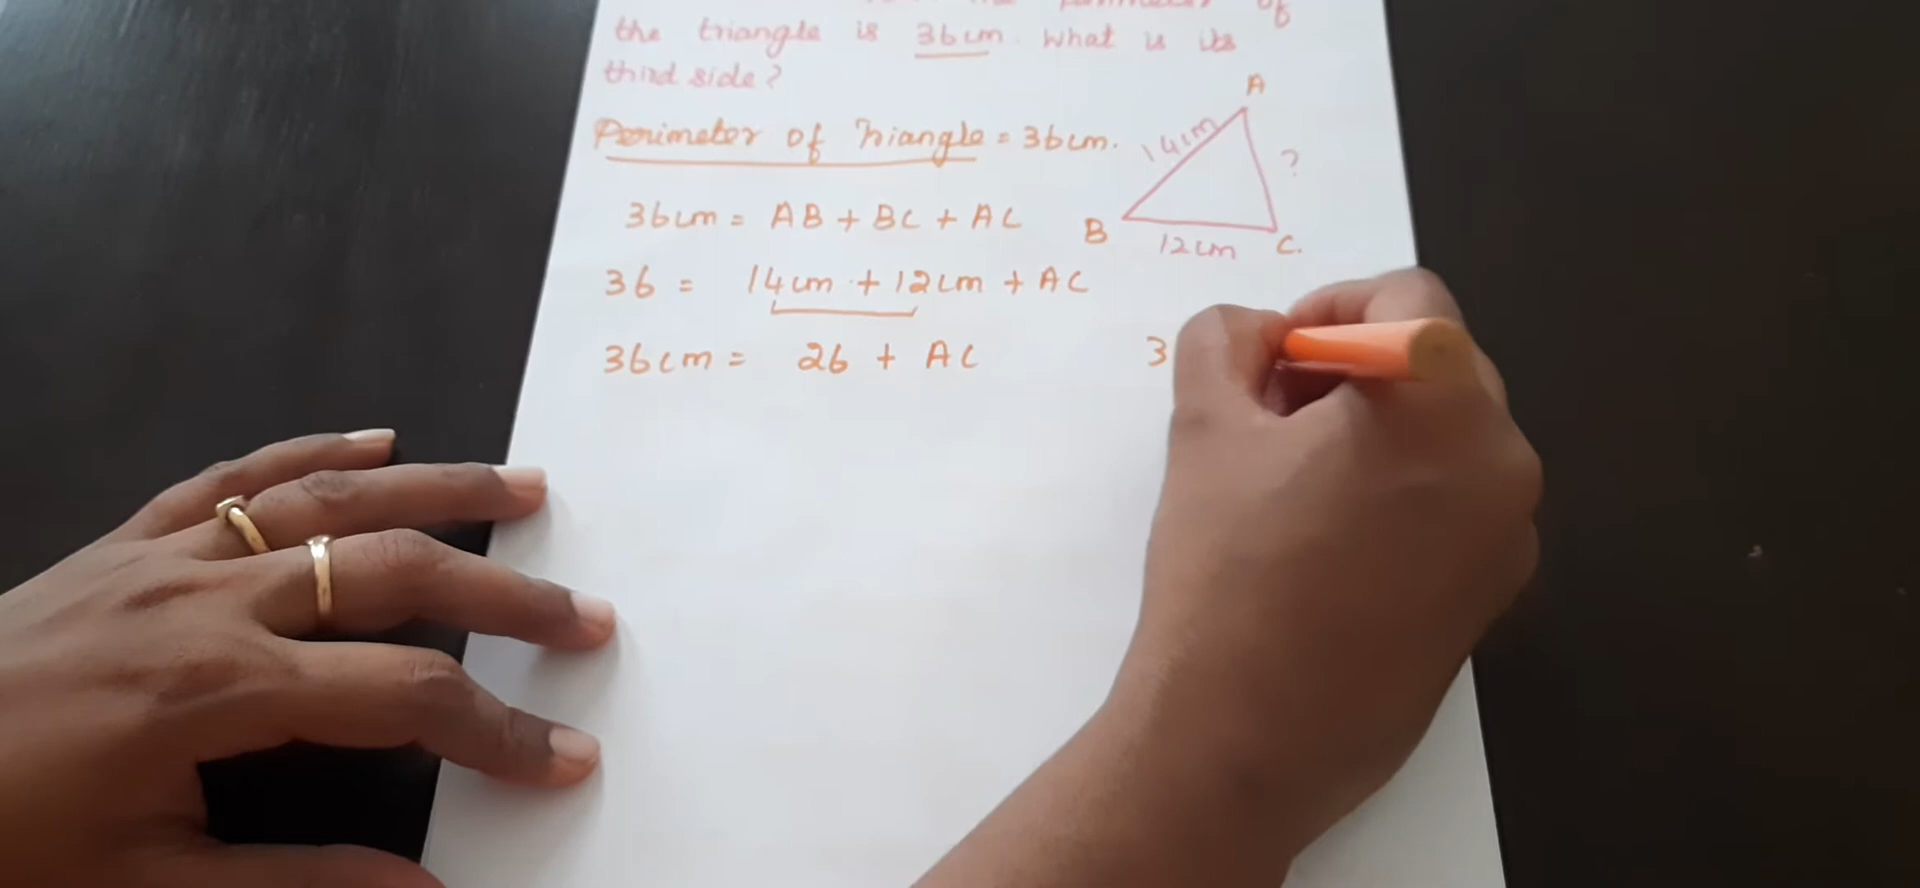 of
the triangle is 36cm. What is its
third side?
Perimeter of Triangle = 36cm.
A
14cm
?
36cm = AB + BC + AC
B
12cm
C.
36 = 14cm + 12cm + AC
36cm = 26 + AC
3